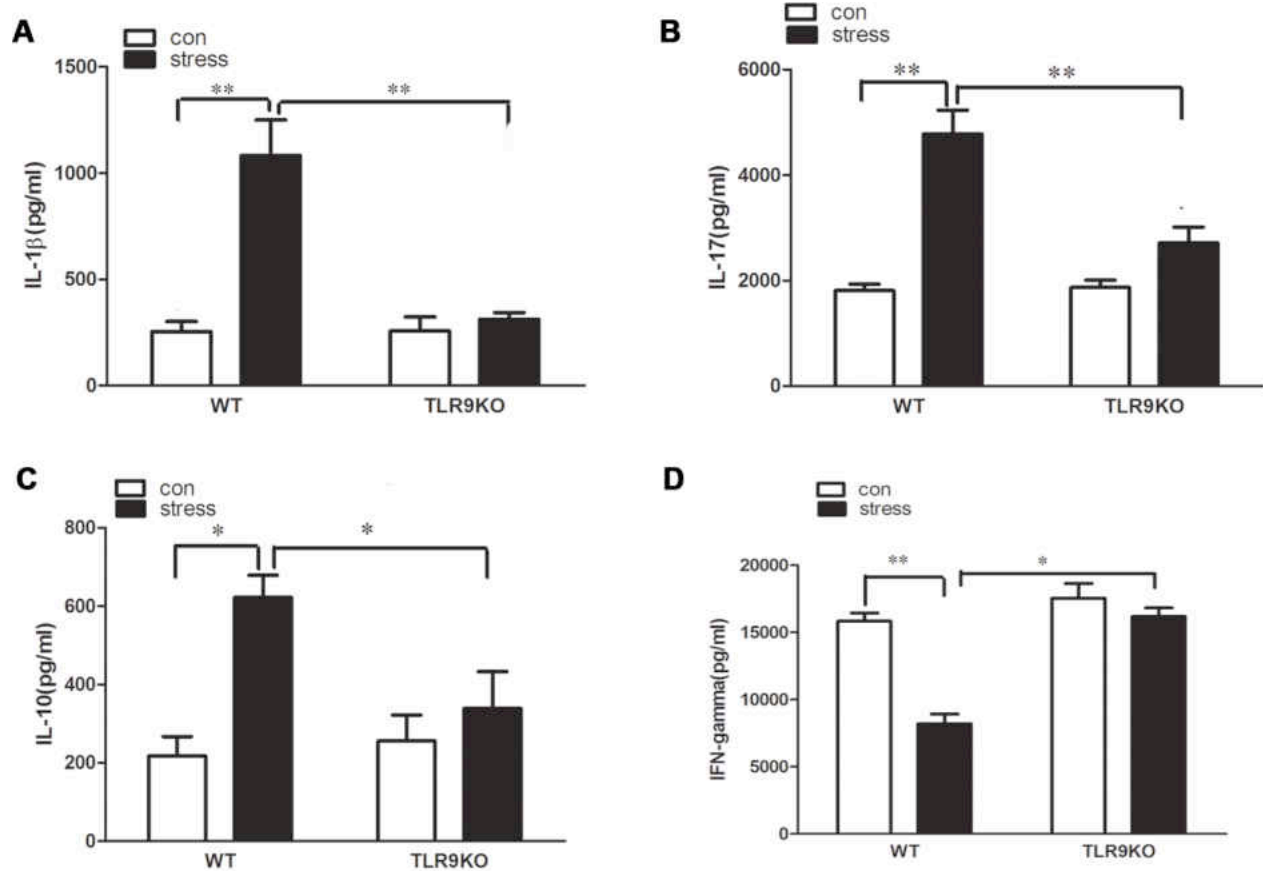 A
con
stress
IL-1β(pg/ml)
1500
1000
500
0
** **
WT TLR9KO
B
con
stress
IL-17(pg/ml)
6000
4000
2000
0
** **
WT TLR9KO
C
con
stress
IL-10(pg/ml)
800
600
400
200
0
* *
WT TLR9KO
D
con
stress
IFN-gamma(pg/ml)
20000
15000
10000
5000
0
** *
WT TLR9KO